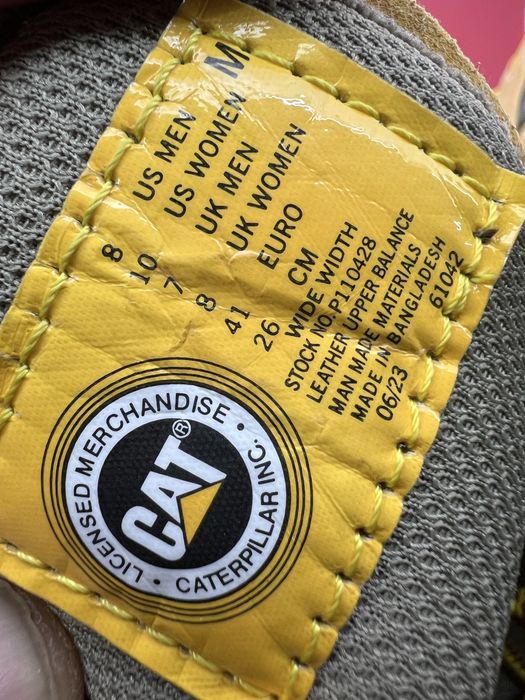 M
8 US MEN
10 US WOMEN
7 UK MEN
8 UK WOMEN
41 EURO
26 CM
WIDE WIDTH
STOCK NO. P110428
LEATHER UPPER BALANCE
MAN MADE MATERIALS
MADE IN BANGLADESH
06/23 61042
LICENSED MERCHANDISE • CATERPILLAR INC. •
CAT®